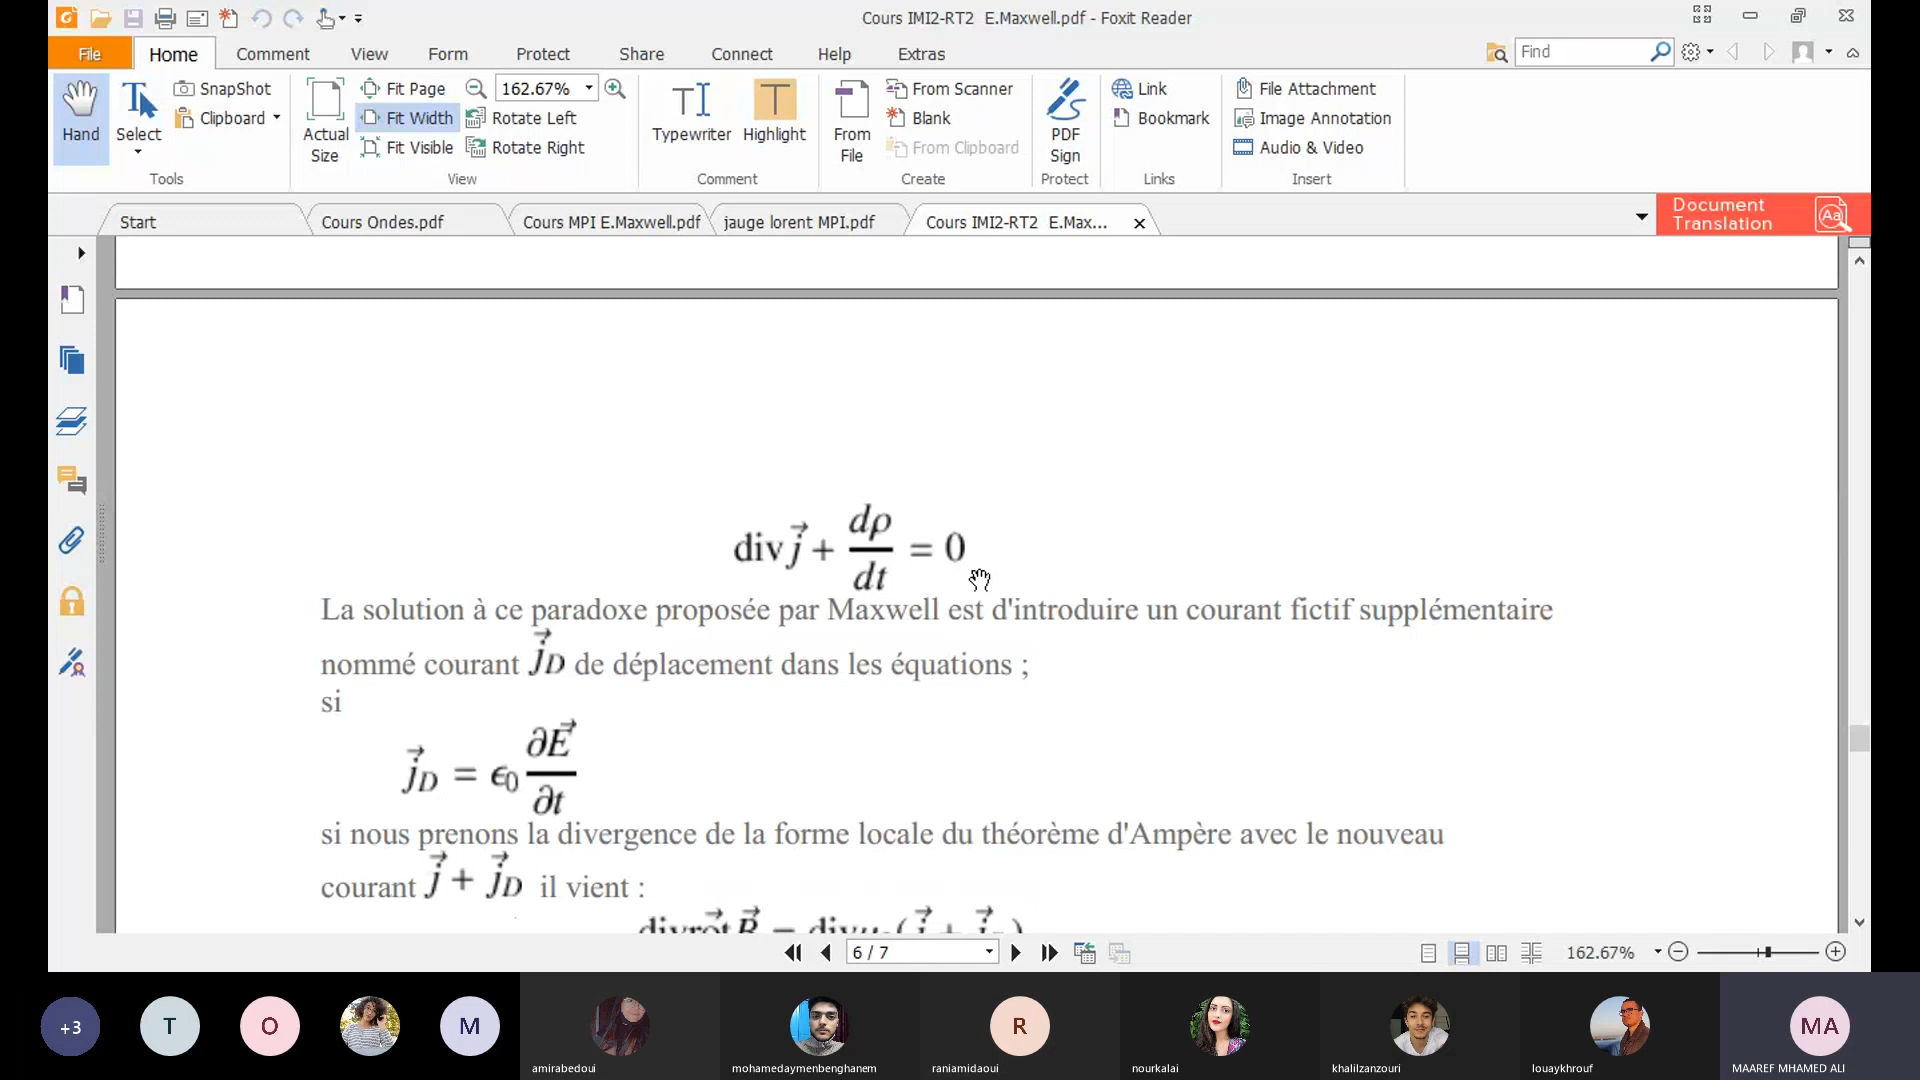 Cours IMI2-RT2 E.Maxwell.pdf - Foxit Reader
File Home Comment View Form Protect Share Connect Help Extras
Find
Hand
Select
SnapShot
Clipboard
Tools
Actual Size
Fit Page
Fit Width
Fit Visible
162.67%
Rotate Left
Rotate Right
View
Typewriter
Highlight
Comment
From File
From Scanner
Blank
From Clipboard
Create
PDF Sign
Protect
Link
Bookmark
Links
File Attachment
Image Annotation
Audio & Video
Insert
Start
Cours Ondes.pdf
Cours MPI E.Maxwell.pdf
jauge lorent MPI.pdf
Cours IMI2-RT2 E.Max...
Document
Translation
div j⃗ + dρ/dt = 0
La solution à ce paradoxe proposée par Maxwell est d'introduire un courant fictif supplémentaire
nommé courant j⃗D de déplacement dans les équations ;
si
j⃗D = ϵ0 ∂E⃗/∂t
si nous prenons la divergence de la forme locale du théorème d'Ampère avec le nouveau
courant j⃗ + j⃗D il vient :
6 / 7
162.67%
+3
T
O
M
R
MA
amirabedoui
mohamedaymenbenghanem
raniamidaoui
nourkalai
khalilzanzouri
louaykhrouf
MAAREF MHAMED ALI